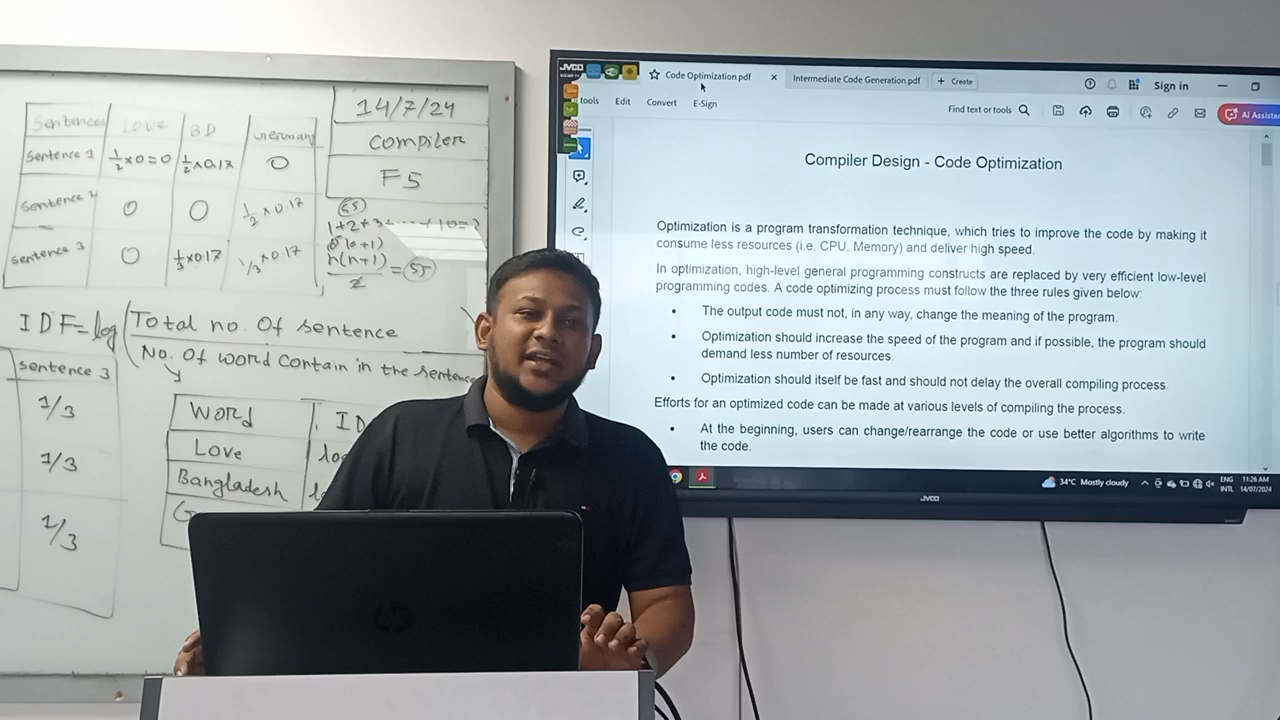 Sentences LOVE BD Germany
Sentence 1 1/2 × 0 = 0 1/2 × 0.17 0
Sentence 2 0 0 1/2 × 0.17
Sentence 3 0 1/3 × 0.17 1/3 × 0.17
14/7/24
Compiler
F5
55
n(n+1)
= 55
IDF = log (Total no. Of sentence
No. Of word contain in the sentence
sentence 3
1/3
1/3
1/3
Word
Love
Bangladesh
JVCO
Code Optimization.pdf
Intermediate Code Generation.pdf
+ Create
Sign in
tools Edit Convert E-Sign
Find text or tools
AI Assista
Compiler Design - Code Optimization
Optimization is a program transformation technique, which tries to improve the code by making it
consume less resources (i.e. CPU, Memory) and deliver high speed.
In optimization, high-level general programming constructs are replaced by very efficient low-level
programming codes. A code optimizing process must follow the three rules given below:
• The output code must not, in any way, change the meaning of the program.
• Optimization should increase the speed of the program and if possible, the program should
demand less number of resources.
• Optimization should itself be fast and should not delay the overall compiling process.
Efforts for an optimized code can be made at various levels of compiling the process.
• At the beginning, users can change/rearrange the code or use better algorithms to write
the code.
34°C Mostly cloudy
ENG
INTL
11:26 AM
14/07/2024
JVCO
hp